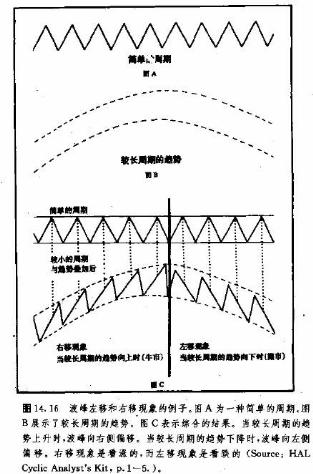 简单的周期
图A
较长周期的趋势
图B
简单的周期
较小的周期
与趋势叠加后
右移现象
当较长周期的趋势向上时(牛市)
左移现象
当较长周期的趋势向下时(熊市)
图C
图14.16 波峰左移和右移现象的例子。图A为一种简单的周期。图
B展示了较长周期的趋势。图C表示综合的结果。当较长周期的趋
势上升时,波峰向右侧偏移。当较长周期的趋势下降时,波峰向左侧
偏移。右移现象是看涨的,而左移现象是看跌的(Source: HAL
Cyclic Analyst's Kit, p.1—5.)。